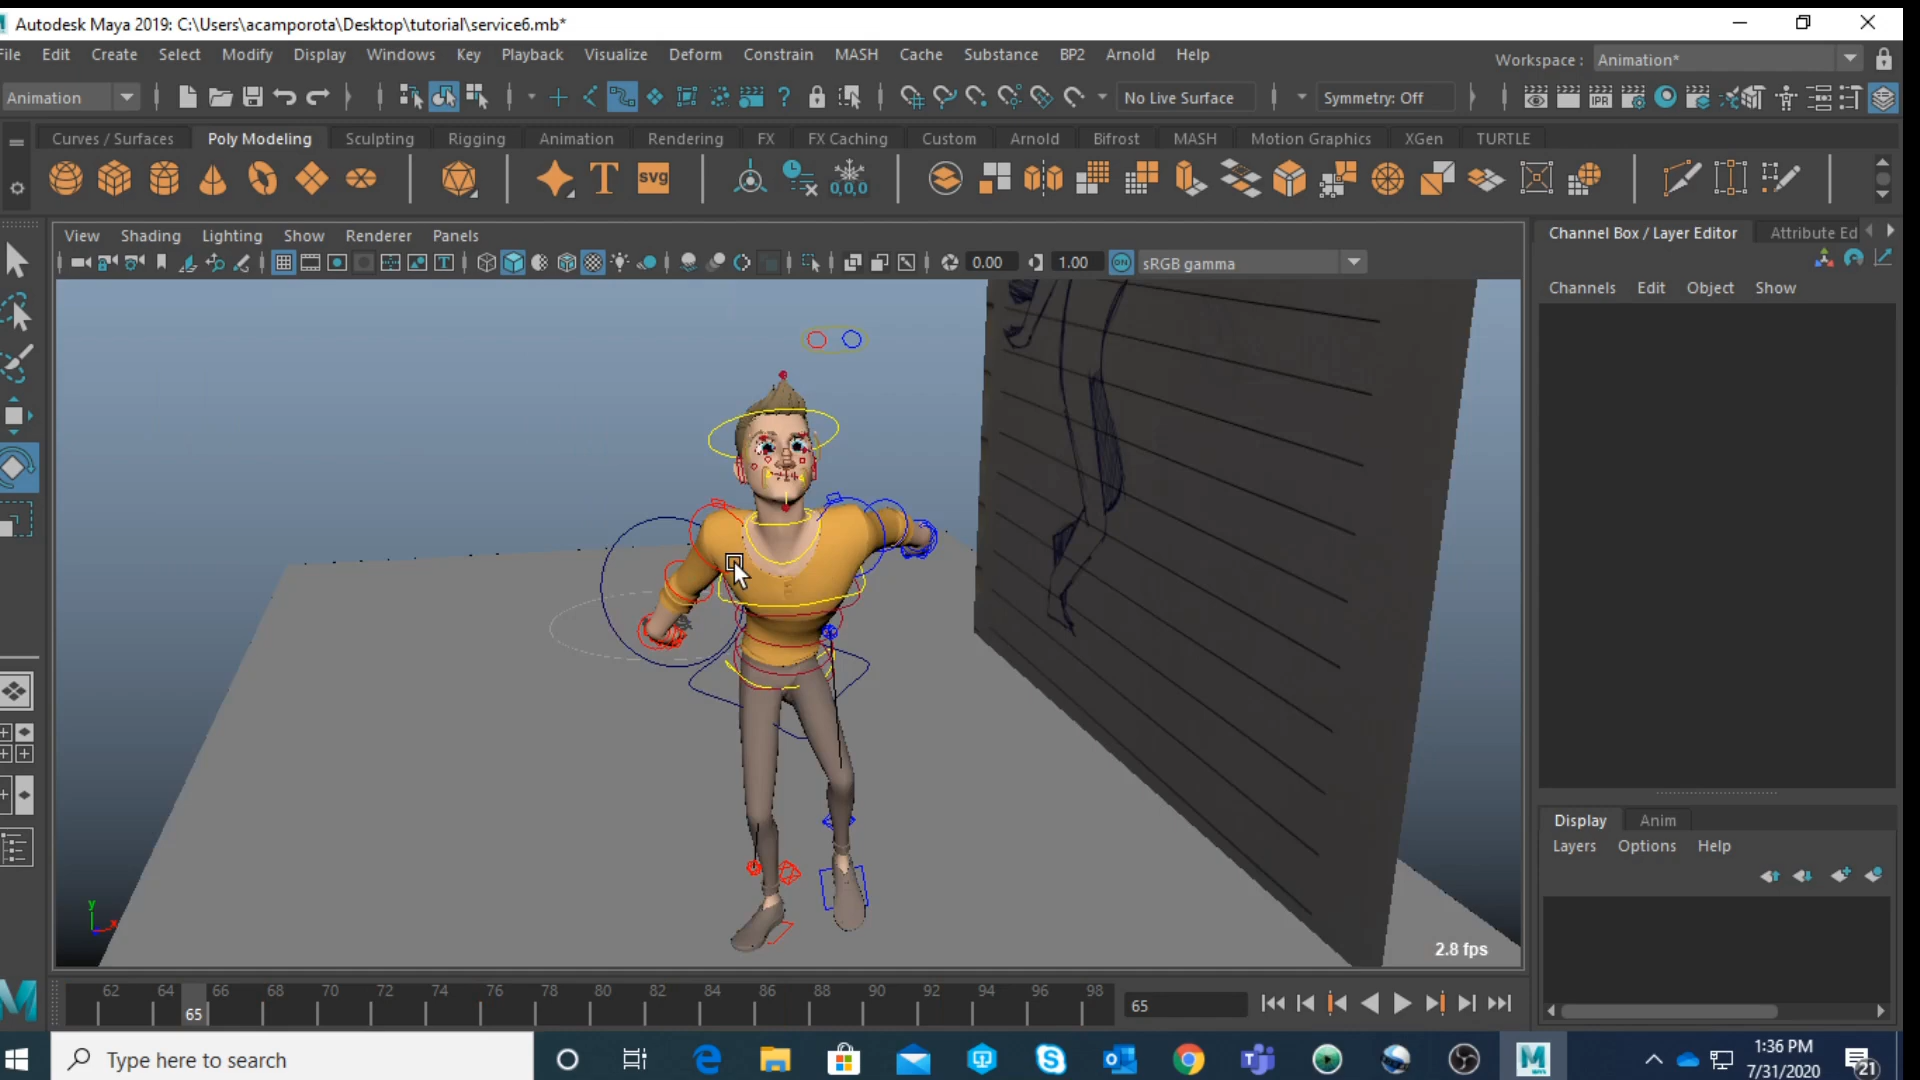 Autodesk Maya 2019: C:\Users\acamporota\Desktop\tutorial\service6.mb*
File Edit Create Select Modify Display Windows Key Playback Visualize Deform Constrain MASH Cache Substance BP2 Arnold Help
Workspace : Animation*
Animation No Live Surface Symmetry: Off IPR
Curves / Surfaces Poly Modeling Sculpting Rigging Animation Rendering FX FX Caching Custom Arnold Bifrost MASH Motion Graphics XGen TURTLE
T svg 0,0,0
View Shading Lighting Show Renderer Panels
0.00 1.00 ON sRGB gamma
Channel Box / Layer Editor Attribute Ed
Channels Edit Object Show
Display Anim
Layers Options Help
y
x
2.8 fps
62 64 66 68 70 72 74 76 78 80 82 84 86 88 90 92 94 96 98
65
65
Type here to search
1:36 PM
7/31/2020
21